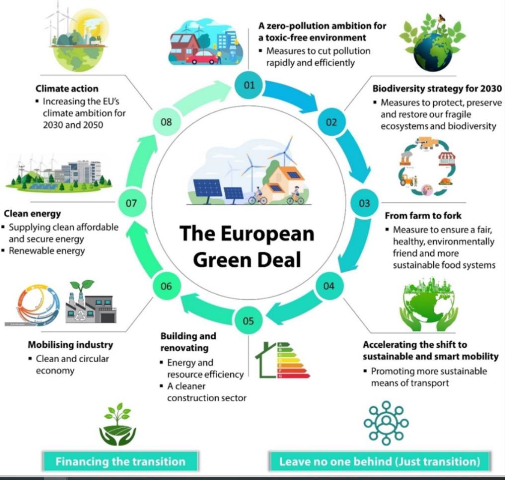 A zero-pollution ambition for
a toxic-free environment
▪ Measures to cut pollution
rapidly and efficiently
01
Biodiversity strategy for 2030
▪ Measures to protect, preserve
and restore our fragile
ecosystems and biodiversity
02
From farm to fork
▪ Measure to ensure a fair,
healthy, environmentally
friend and more
sustainable food systems
03
Accelerating the shift to
sustainable and smart mobility
▪ Promoting more sustainable
means of transport
04
Building and
renovating
▪ Energy and
resource efficiency
▪ A cleaner
construction sector
05
Mobilising industry
▪ Clean and circular
economy
06
Clean energy
▪ Supplying clean affordable
and secure energy
▪ Renewable energy
07
Climate action
▪ Increasing the EU's
climate ambition for
2030 and 2050
08
The European
Green Deal
Financing the transition
Leave no one behind (Just transition)